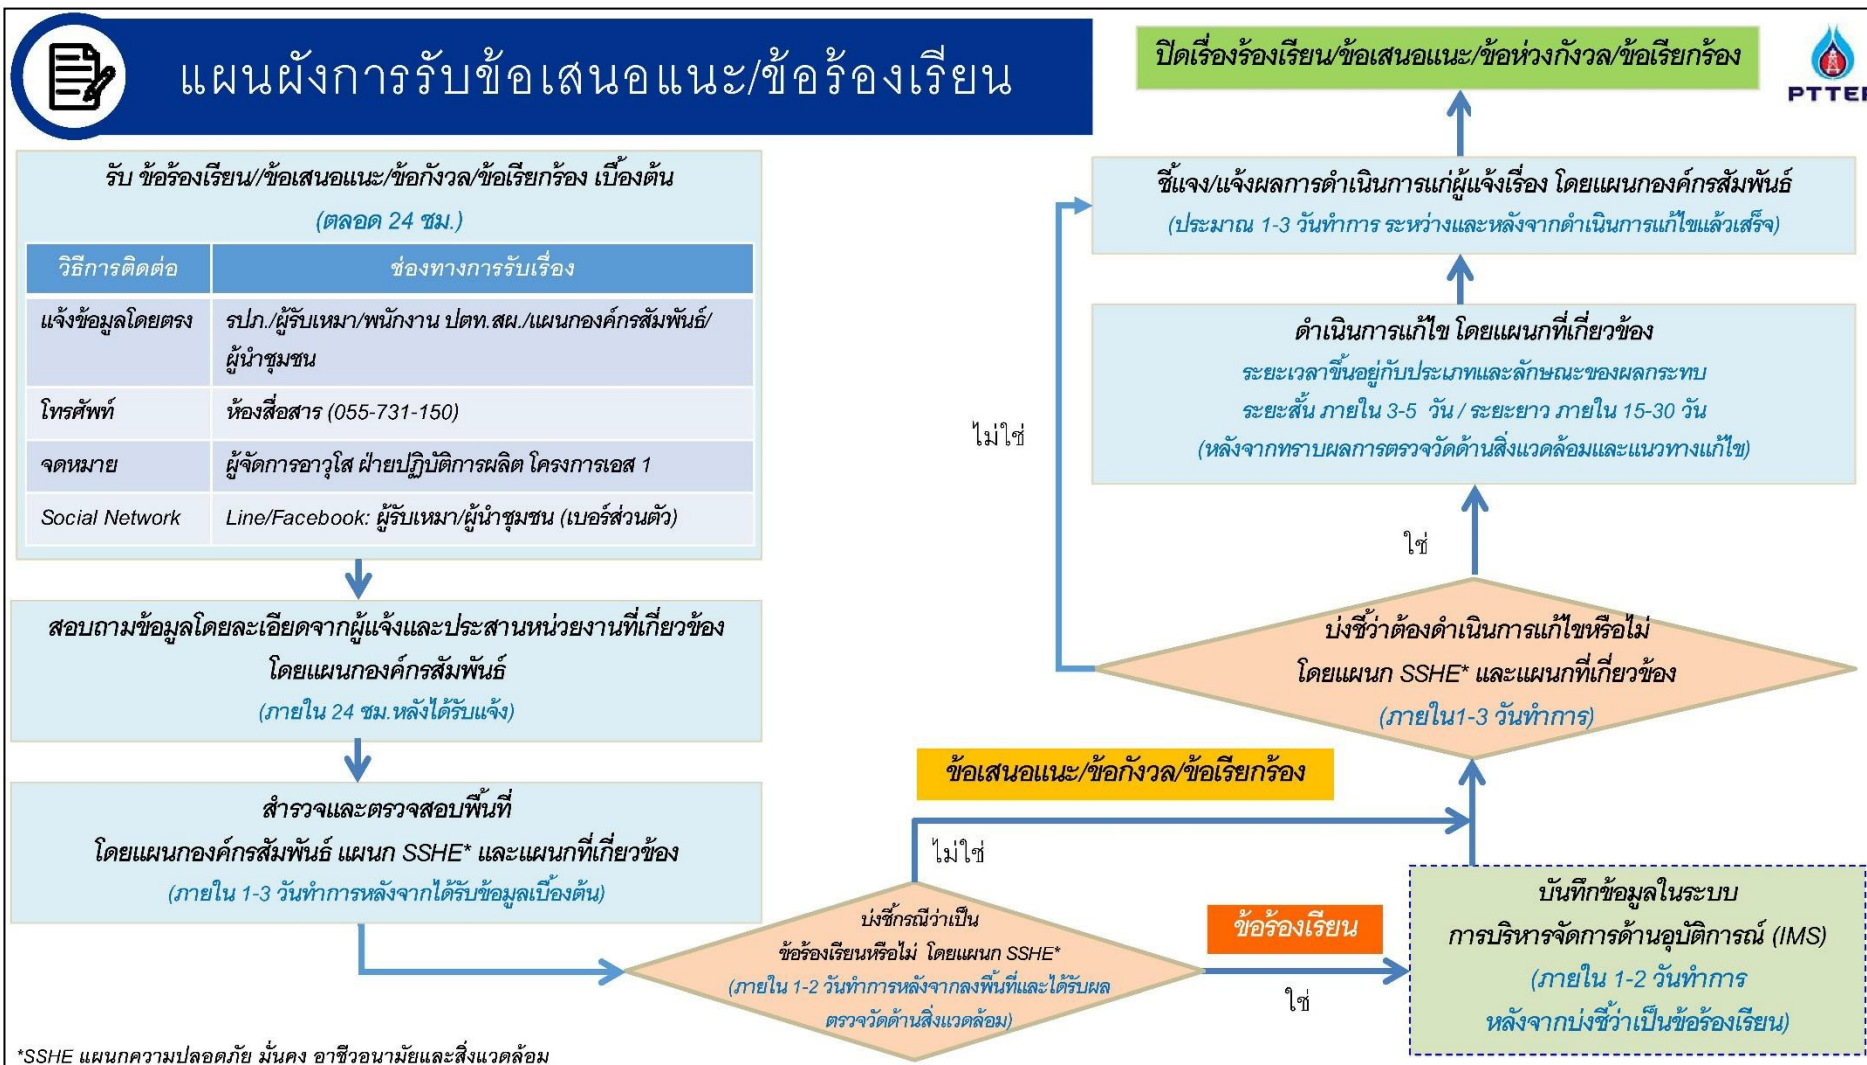 แผนผังการรับข้อเสนอแนะ/ข้อร้องเรียน
รับ ข้อร้องเรียน//ข้อเสนอแนะ/ข้อกังวล/ข้อเรียกร้อง เบื้องต้น
(ตลอด 24 ชม.)
วิธีการติดต่อ ช่องทางการรับเรื่อง
แจ้งข้อมูลโดยตรง รปภ./ผู้รับเหมา/พนักงาน ปตท.สผ./แผนกองค์กรสัมพันธ์/
ผู้นำชุมชน
โทรศัพท์ ห้องสื่อสาร (055-731-150)
จดหมาย ผู้จัดการอาวุโส ฝ่ายปฏิบัติการผลิต โครงการเอส 1
Social Network Line/Facebook: ผู้รับเหมา/ผู้นำชุมชน (เบอร์ส่วนตัว)
สอบถามข้อมูลโดยละเอียดจากผู้แจ้งและประสานหน่วยงานที่เกี่ยวข้อง
โดยแผนกองค์กรสัมพันธ์
(ภายใน 24 ชม.หลังได้รับแจ้ง)
สำรวจและตรวจสอบพื้นที่
โดยแผนกองค์กรสัมพันธ์ แผนก SSHE* และแผนกที่เกี่ยวข้อง
(ภายใน 1-3 วันทำการหลังจากได้รับข้อมูลเบื้องต้น)
บ่งชี้กรณีว่าเป็น
ข้อร้องเรียนหรือไม่ โดยแผนก SSHE*
(ภายใน 1-2 วันทำการหลังจากลงพื้นที่และได้รับผล
ตรวจวัดด้านสิ่งแวดล้อม)
ไม่ใช่
ข้อเสนอแนะ/ข้อกังวล/ข้อเรียกร้อง
ข้อร้องเรียน
ใช่
บันทึกข้อมูลในระบบ
การบริหารจัดการด้านอุบัติการณ์ (IMS)
(ภายใน 1-2 วันทำการ
หลังจากบ่งชี้ว่าเป็นข้อร้องเรียน)
บ่งชี้ว่าต้องดำเนินการแก้ไขหรือไม่
โดยแผนก SSHE* และแผนกที่เกี่ยวข้อง
(ภายใน1-3 วันทำการ)
ใช่
ไม่ใช่
ดำเนินการแก้ไข โดยแผนกที่เกี่ยวข้อง
ระยะเวลาขึ้นอยู่กับประเภทและลักษณะของผลกระทบ
ระยะสั้น ภายใน 3-5 วัน / ระยะยาว ภายใน 15-30 วัน
(หลังจากทราบผลการตรวจวัดด้านสิ่งแวดล้อมและแนวทางแก้ไข)
ชี้แจง/แจ้งผลการดำเนินการแก่ผู้แจ้งเรื่อง โดยแผนกองค์กรสัมพันธ์
(ประมาณ 1-3 วันทำการ ระหว่างและหลังจากดำเนินการแก้ไขแล้วเสร็จ)
ปิดเรื่องร้องเรียน/ข้อเสนอแนะ/ข้อห่วงกังวล/ข้อเรียกร้อง
PTTEP
*SSHE แผนกความปลอดภัย มั่นคง อาชีวอนามัยและสิ่งแวดล้อม